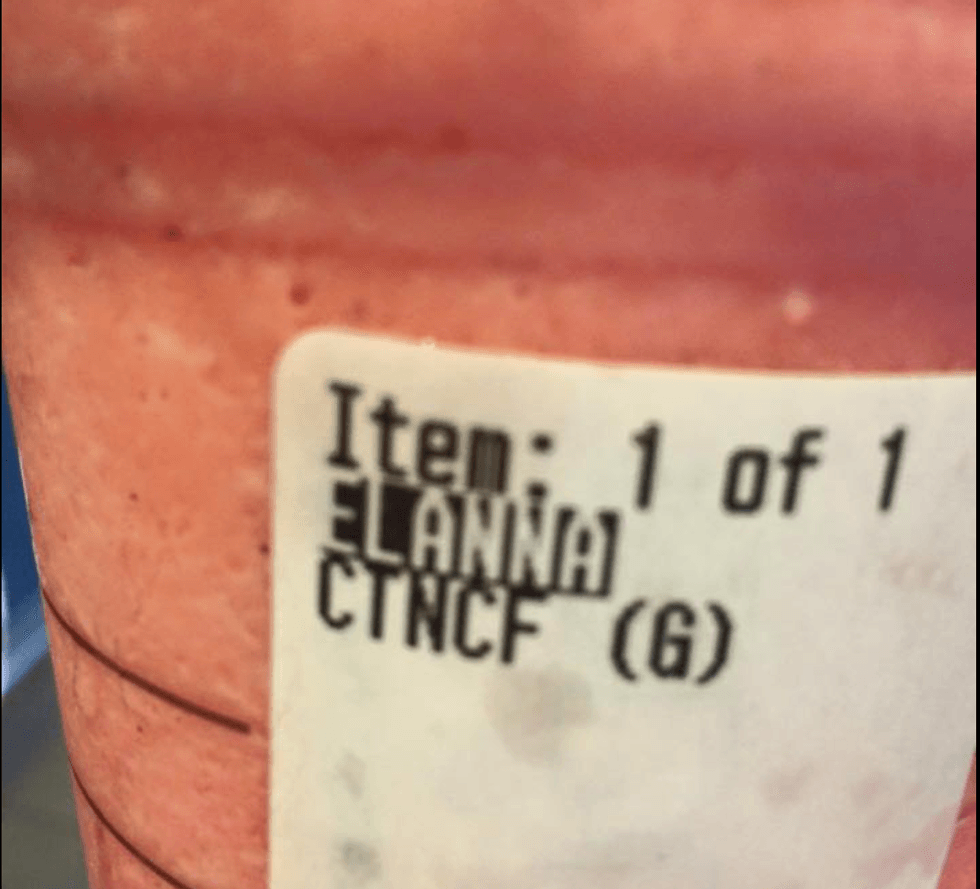 Item: 1 of 1
ELANNA
CTNCF (G)